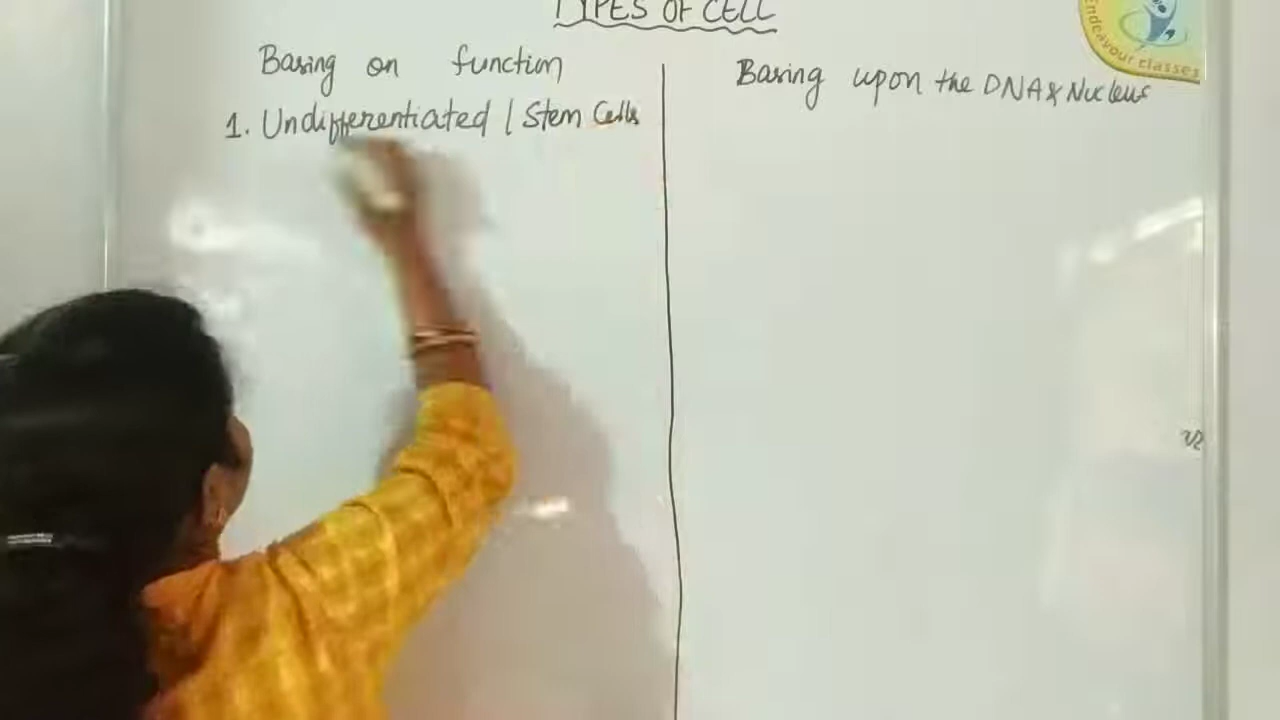 TYPES OF CELL
Basing on function
1. Undifferentiated / Stem Cells
Basing upon the DNA & Nucleus
Endeavour classes